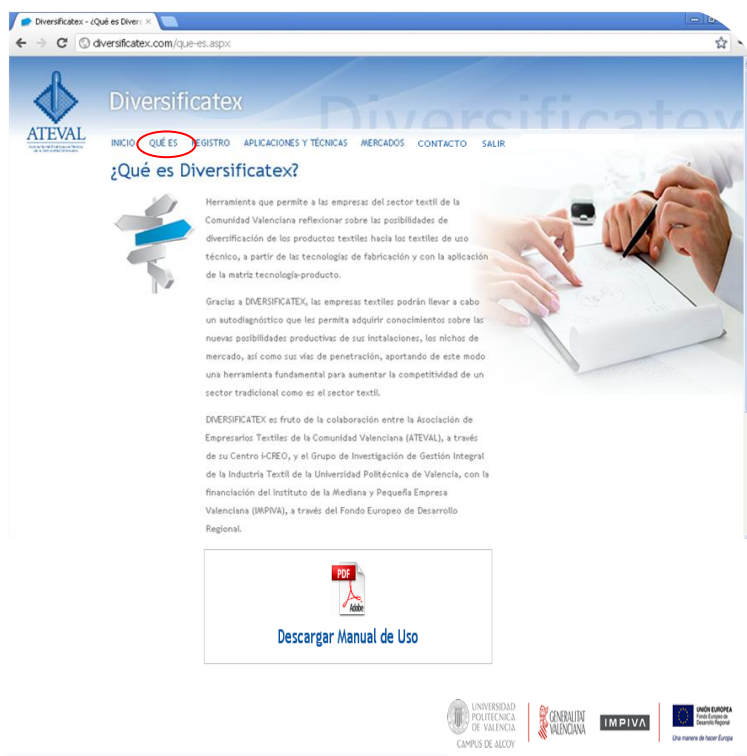 Diversificatex - ¿Qué es Divers
diversificatex.com/que-es.aspx
ATEVAL
Diversificatex
Diversificatex
INICIO QUÉ ES REGISTRO APLICACIONES Y TÉCNICAS MERCADOS CONTACTO SALIR
¿Qué es Diversificatex?
Herramienta que permite a las empresas del sector textil de la
Comunidad Valenciana reflexionar sobre las posibilidades de
diversificación de los productos textiles hacia los textiles de uso
técnico, a partir de las tecnologías de fabricación y con la aplicación
de la matriz tecnología-producto.
Gracias a DIVERSIFICATEX, las empresas textiles podrán llevar a cabo
un autodiagnóstico que les permita adquirir conocimientos sobre las
nuevas posibilidades productivas de sus instalaciones, los nichos de
mercado, así como sus vías de penetración, aportando de este modo
una herramienta fundamental para aumentar la competitividad de un
sector tradicional como es el sector textil.
DIVERSIFICATEX es fruto de la colaboración entre la Asociación de
Empresarios Textiles de la Comunidad Valenciana (ATEVAL), a través
de su Centro i-CREO, y el Grupo de Investigación de Gestión Integral
de la Industria Textil de la Universidad Politécnica de Valencia, con la
financiación del Instituto de la Mediana y Pequeña Empresa
Valenciana (IMPIVA), a través del Fondo Europeo de Desarrollo
Regional.
PDF
Adobe
Descargar Manual de Uso
UNIVERSIDAD
POLITECNICA
DE VALENCIA
CAMPUS DE ALCOY
GENERALITAT
VALENCIANA
IMPIVA
UNIÓN EUROPEA
Fondo Europeo de
Desarrollo Regional
Una manera de hacer Europa